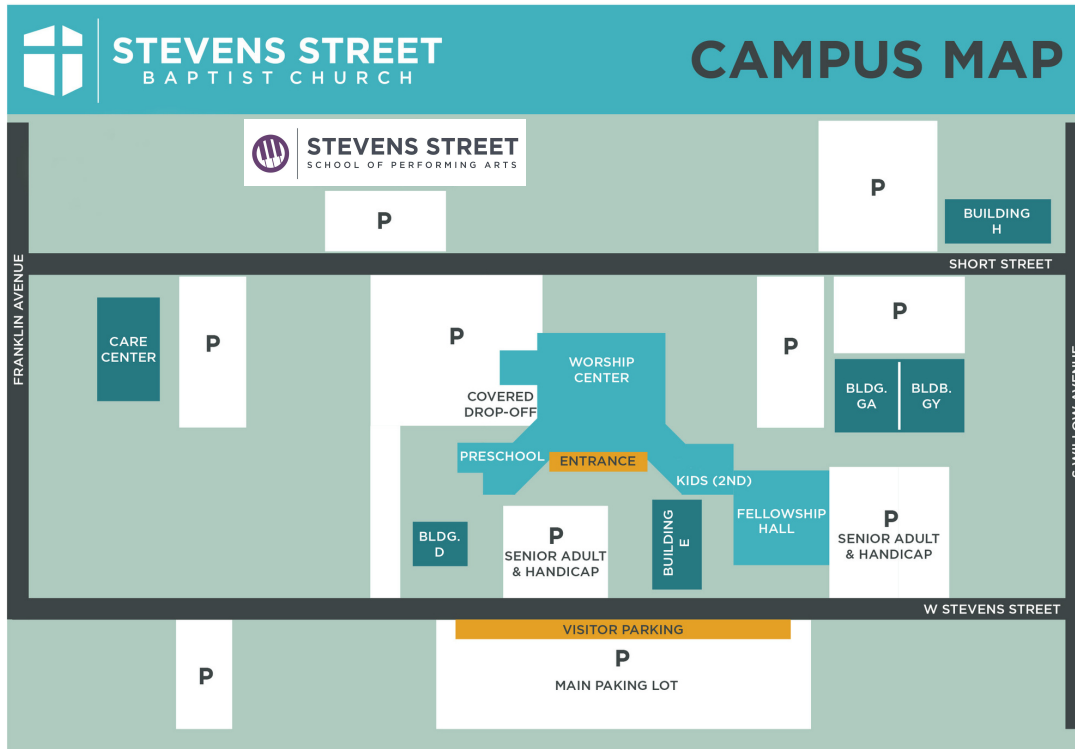 STEVENS STREET
BAPTIST CHURCH
CAMPUS MAP
STEVENS STREET
SCHOOL OF PERFORMING ARTS
P
P
BUILDING
H
SHORT STREET
FRANKLIN AVENUE
CARE
CENTER
P
P
COVERED
DROP-OFF
WORSHIP
CENTER
P
P
BLDG.
GA
BLDB.
GY
S WILLOW AVENUE
PRESCHOOL
ENTRANCE
KIDS (2ND)
FELLOWSHIP
HALL
BLDG.
D
P
SENIOR ADULT
& HANDICAP
BUILDING
E
P
SENIOR ADULT
& HANDICAP
W STEVENS STREET
VISITOR PARKING
P
P
MAIN PAKING LOT